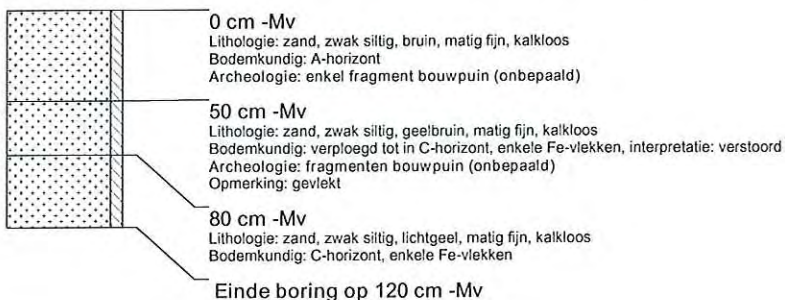 0 cm -Mv
Lithologie: zand, zwak siltig, bruin, matig fijn, kalkloos
Bodemkundig: A-horizont
Archeologie: enkel fragment bouwpuin (onbepaald)
50 cm -Mv
Lithologie: zand, zwak siltig, geelbruin, matig fijn, kalkloos
Bodemkundig: verploegd tot in C-horizont, enkele Fe-vlekken, interpretatie: verstoord
Archeologie: fragmenten bouwpuin (onbepaald)
Opmerking: gevlekt
80 cm -Mv
Lithologie: zand, zwak siltig, lichtgeel, matig fijn, kalkloos
Bodemkundig: C-horizont, enkele Fe-vlekken
Einde boring op 120 cm -Mv